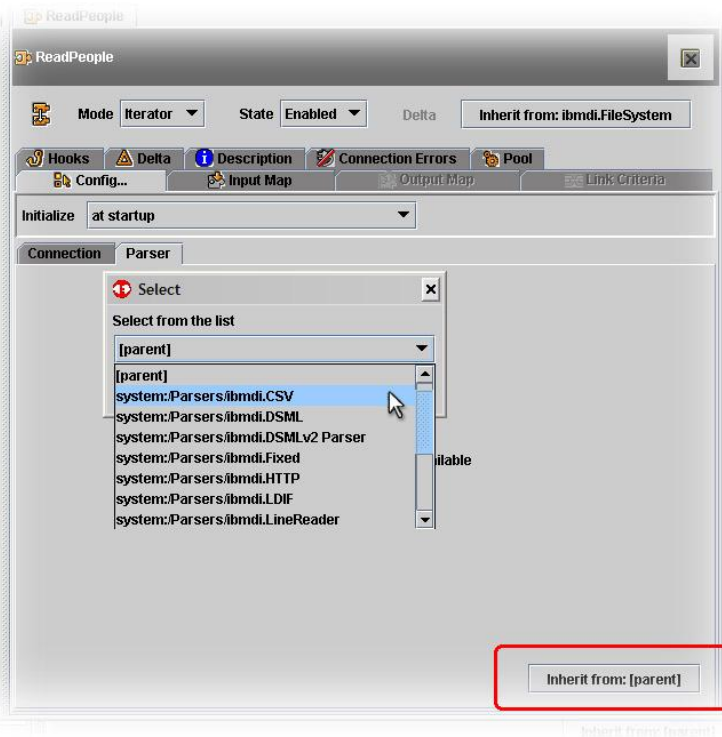 ReadPeople
ReadPeople
Mode Iterator State Enabled Delta Inherit from: ibmdi.FileSystem
Hooks Delta Description Connection Errors Pool
Config... Input Map Output Map Link Criteria
Initialize at startup
Connection Parser
Select
Select from the list
[parent]
[parent]
system:/Parsers/ibmdi.CSV
system:/Parsers/ibmdi.DSML
system:/Parsers/ibmdi.DSMLv2 Parser
system:/Parsers/ibmdi.Fixed
ilable
system:/Parsers/ibmdi.HTTP
system:/Parsers/ibmdi.LDIF
system:/Parsers/ibmdi.LineReader
Inherit from: [parent]
Inherit from: [parent]